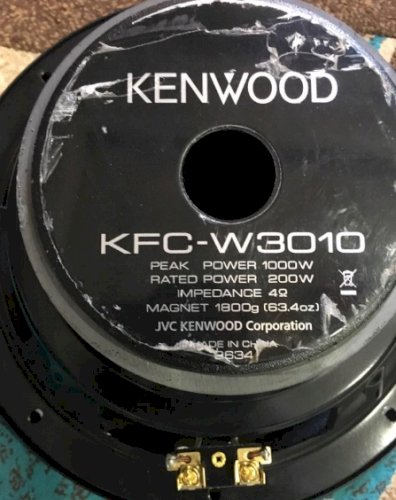 KENWOOD
KFC-W3010
PEAK POWER 1000W
RATED POWER 200W
IMPEDANCE 4Ω
MAGNET 1800g (63.4oz)
JVC KENWOOD Corporation
MADE IN CHINA
9634